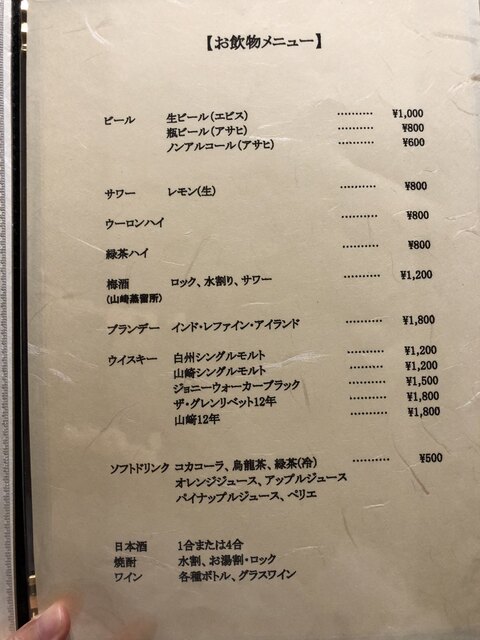 【お飲物メニュー】
ビール 生ビール(エビス) ・・・・・・・・・・ ¥1,000
瓶ビール(アサヒ) ・・・・・・・・・・ ¥800
ノンアルコール(アサヒ) ・・・・・・・・・・ ¥600
サワー レモン(生) ・・・・・・・・・・ ¥800
ウーロンハイ ・・・・・・・・・・ ¥800
緑茶ハイ ・・・・・・・・・・ ¥800
梅酒 ロック、水割り、サワー ・・・・・・・・・・ ¥1,200
(山崎蒸留所)
ブランデー インド・レファイン・アイランド ・・・・・・・・・・ ¥1,800
ウイスキー 白州シングルモルト ・・・・・・・・・・ ¥1,200
山崎シングルモルト ・・・・・・・・・・ ¥1,200
ジョニーウォーカーブラック ・・・・・・・・・・ ¥1,500
ザ・グレンリベット12年 ・・・・・・・・・・ ¥1,800
山崎12年 ・・・・・・・・・・ ¥1,800
ソフトドリンク コカコーラ、烏龍茶、緑茶(冷) ・・・・・・・・・・ ¥500
オレンジジュース、アップルジュース
パイナップルジュース、ペリエ
日本酒 1合または4合
焼酎 水割、お湯割・ロック
ワイン 各種ボトル、グラスワイン